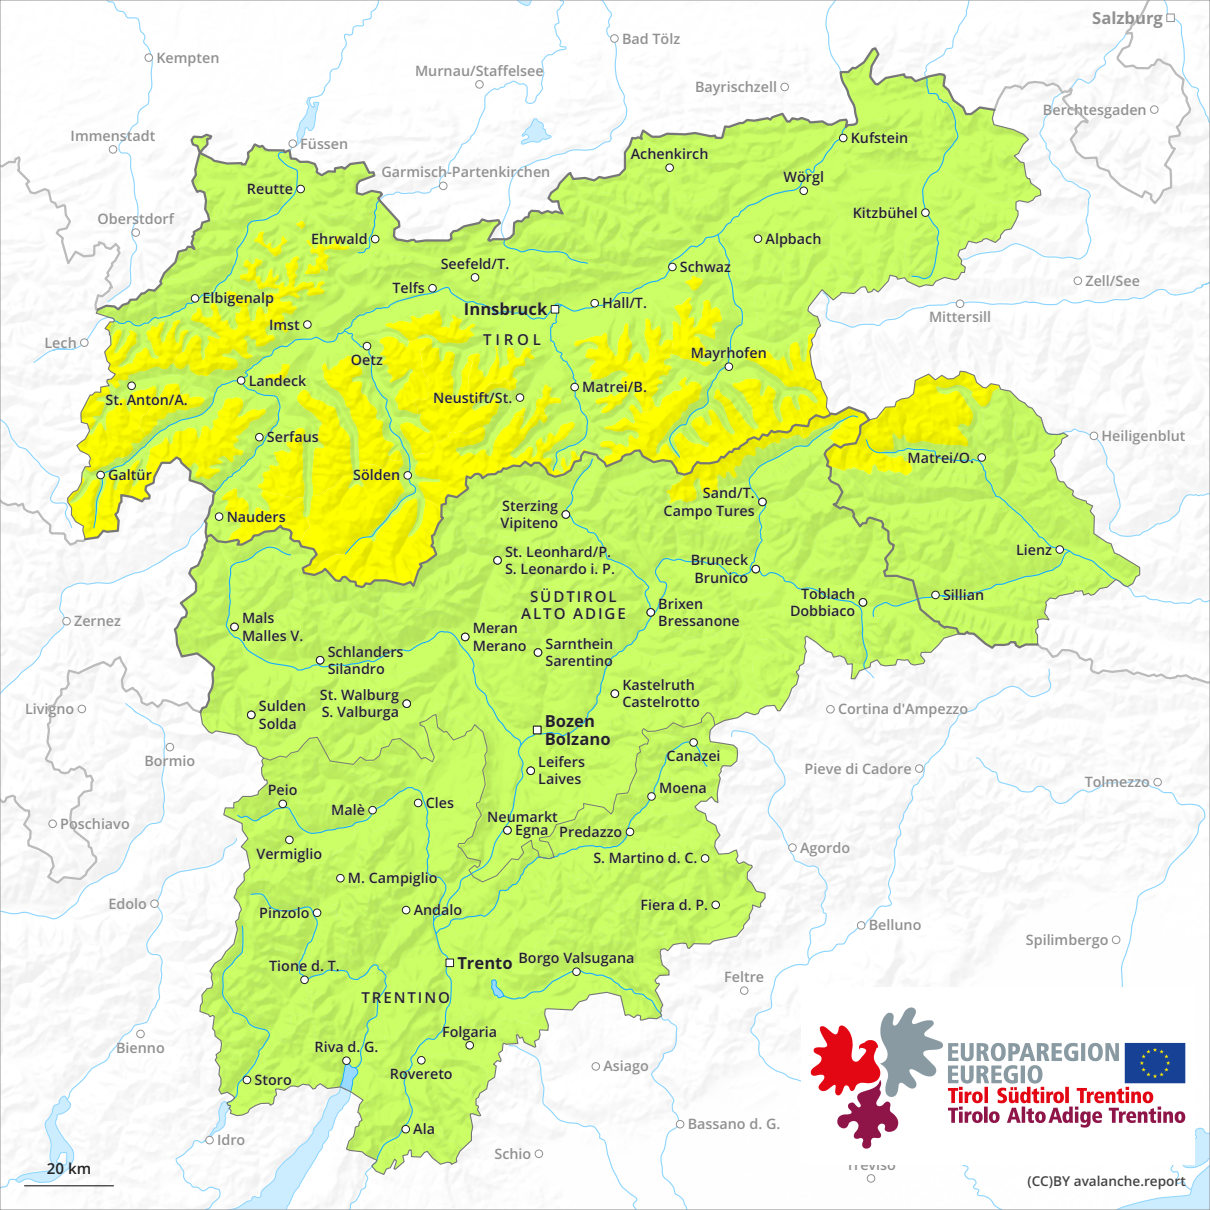 Salzburg
Bad Tölz
Kempten
Murnau/Staffelsee
Bayrischzell
Berchtesgaden
Immenstadt
Füssen
Kufstein
Achenkirch
Garmisch-Partenkirchen
Wörgl
Reutte
Oberstdorf
Kitzbühel
Ehrwald
Alpbach
Seefeld/T.
Schwaz
Zell/See
Telfs
Elbigenalp
Innsbruck
Hall/T.
Mittersill
Imst
TIROL
Lech
Oetz
Mayrhofen
Landeck
Matrei/B.
St. Anton/A.
Neustift/St.
Serfaus
Heiligenblut
Matrei/O.
Galtür
Sölden
Sand/T.
Campo Tures
Sterzing
Vipiteno
Nauders
St. Leonhard/P.
S. Leonardo i. P.
Lienz
Bruneck
Brunico
SÜDTIROL
ALTO ADIGE
Toblach
Dobbiaco
Sillian
Brixen
Bressanone
Zernez
Mals
Malles V.
Meran
Merano
Sarnthein
Sarentino
Schlanders
Silandro
Kastelruth
Castelrotto
St. Walburg
S. Valburga
Livigno
Sulden
Solda
Cortina d'Ampezzo
Bozen
Bolzano
Bormio
Canazei
Leifers
Laives
Pieve di Cadore
Tolmezzo
Peio
Moena
Malè
Cles
Poschiavo
Neumarkt
Egna
Predazzo
Vermiglio
Agordo
S. Martino d. C.
M. Campiglio
Edolo
Pinzolo
Andalo
Fiera d. P.
Belluno
Spilimbergo
Tione d. T.
Trento
Borgo Valsugana
Feltre
TRENTINO
Bienno
Riva d. G.
Folgaria
Rovereto
Asiago
Storo
EUROPAREGION
EUREGIO
Tirol Südtirol Trentino
Tirolo Alto Adige Trentino
Idro
Ala
Bassano d. G.
Schio
Treviso
20 km
(CC)BY avalanche.report